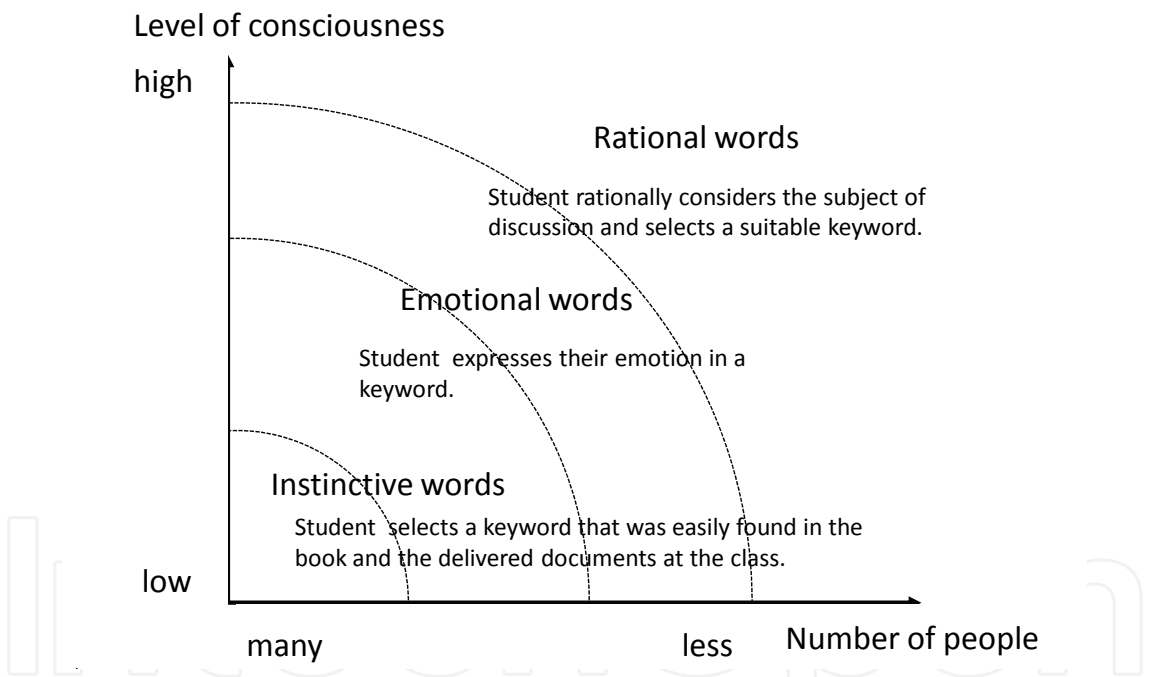 Level of consciousness
high
Rational words
Student rationally considers the subject of
discussion and selects a suitable keyword.
Emotional words
Student expresses their emotion in a
keyword.
Instinctive words
Student selects a keyword that was easily found in the
book and the delivered documents at the class.
low
many
less
Number of people